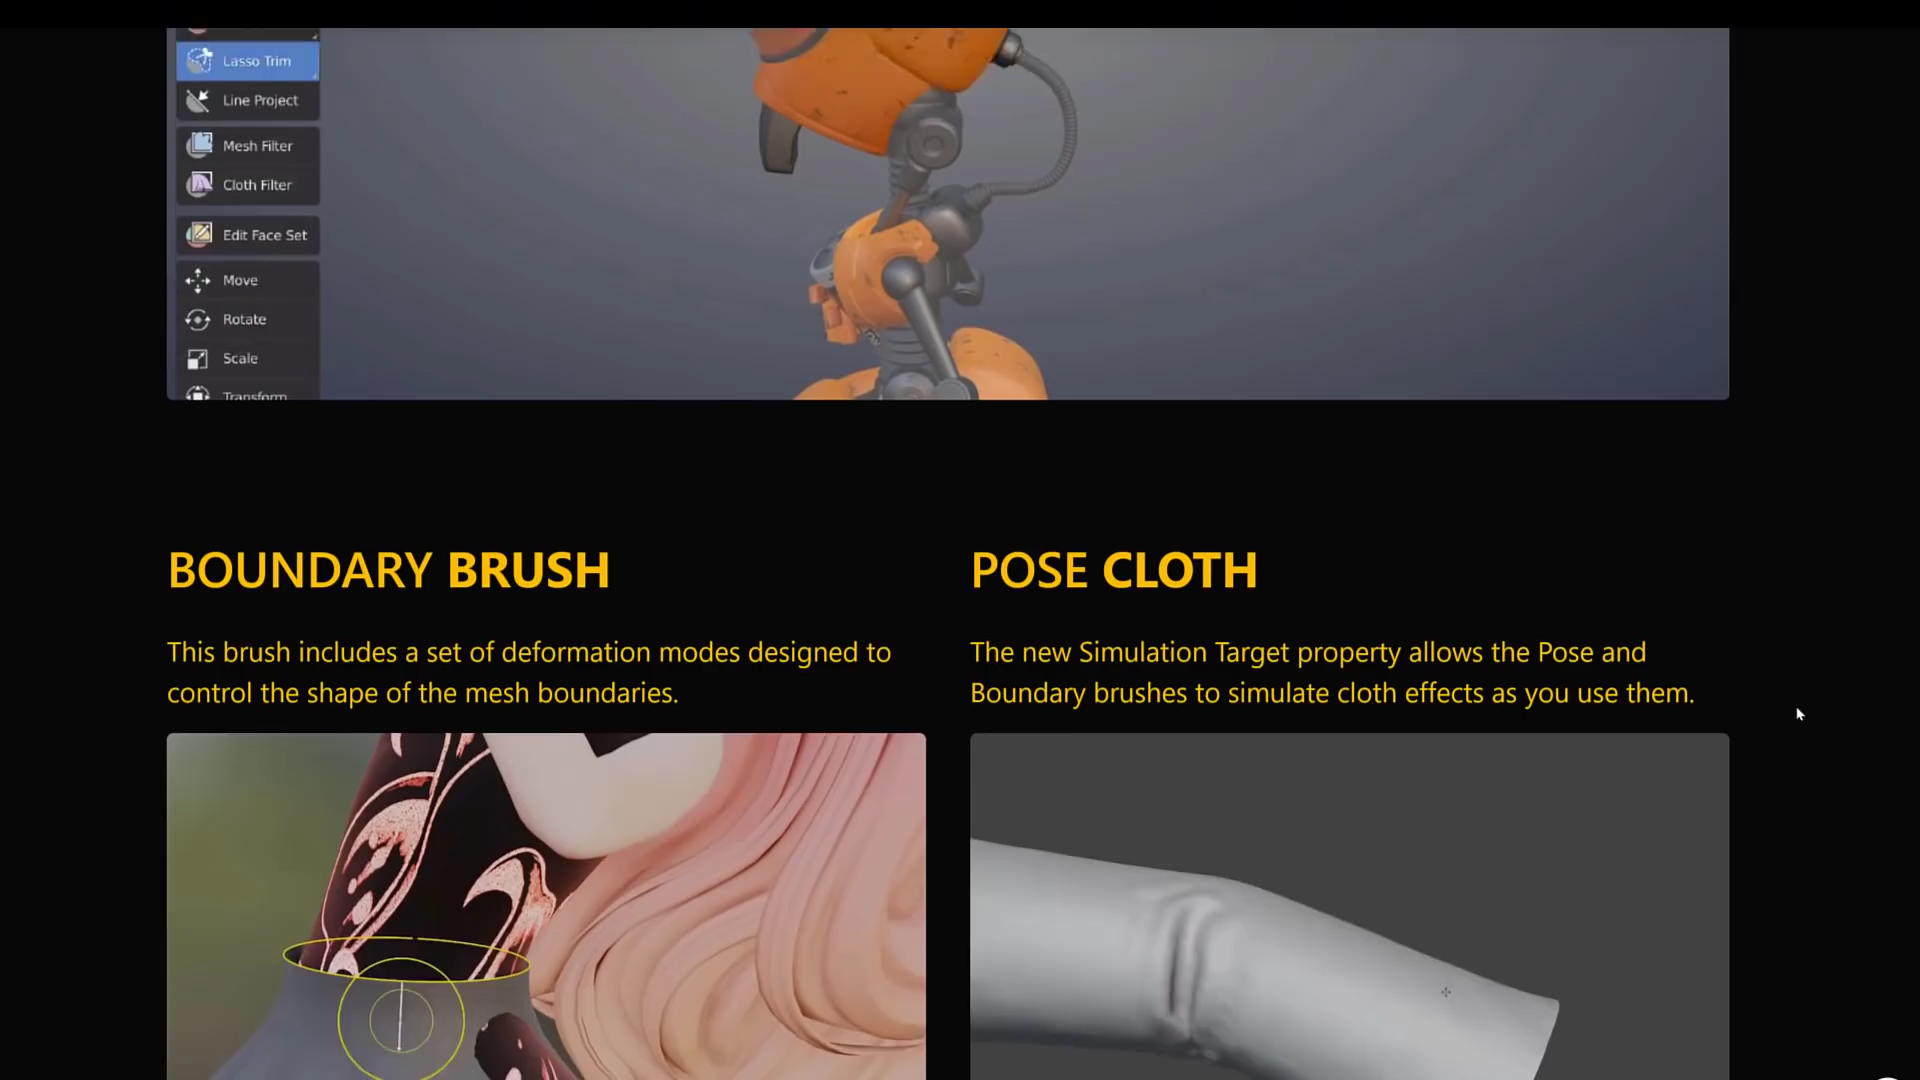 Lasso Trim
Line Project
Mesh Filter
Cloth Filter
Edit Face Set
Move
Rotate
Scale
Transform
BOUNDARY BRUSH
This brush includes a set of deformation modes designed to
control the shape of the mesh boundaries.
POSE CLOTH
The new Simulation Target property allows the Pose and
Boundary brushes to simulate cloth effects as you use them.